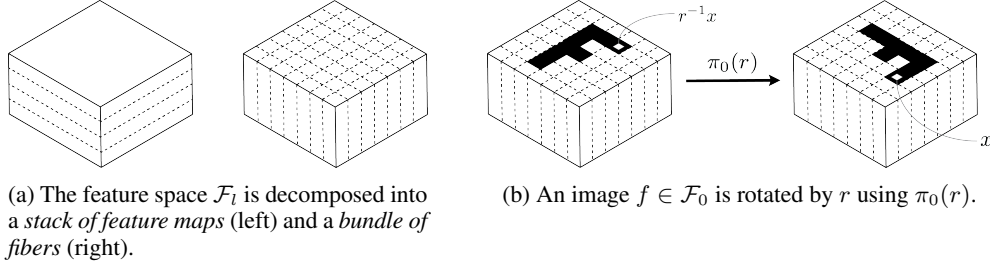 r⁻¹x
π₀(r)
x
(a) The feature space 𝓕ₗ is decomposed into
a stack of feature maps (left) and a bundle of
fibers (right).
(b) An image f ∈ 𝓕₀ is rotated by r using π₀(r).